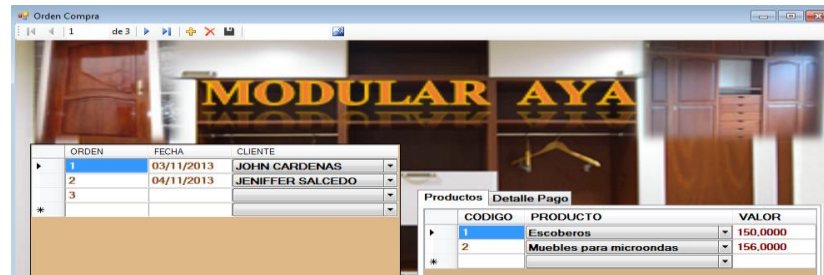 Orden Compra
1 de 3
MODULAR AYA
ORDEN FECHA CLIENTE
1 03/11/2013 JOHN CARDENAS
2 04/11/2013 JENIFFER SALCEDO
3
Productos Detalle Pago
CODIGO PRODUCTO VALOR
1 Escoberos 150,0000
2 Muebles para microondas 156,0000